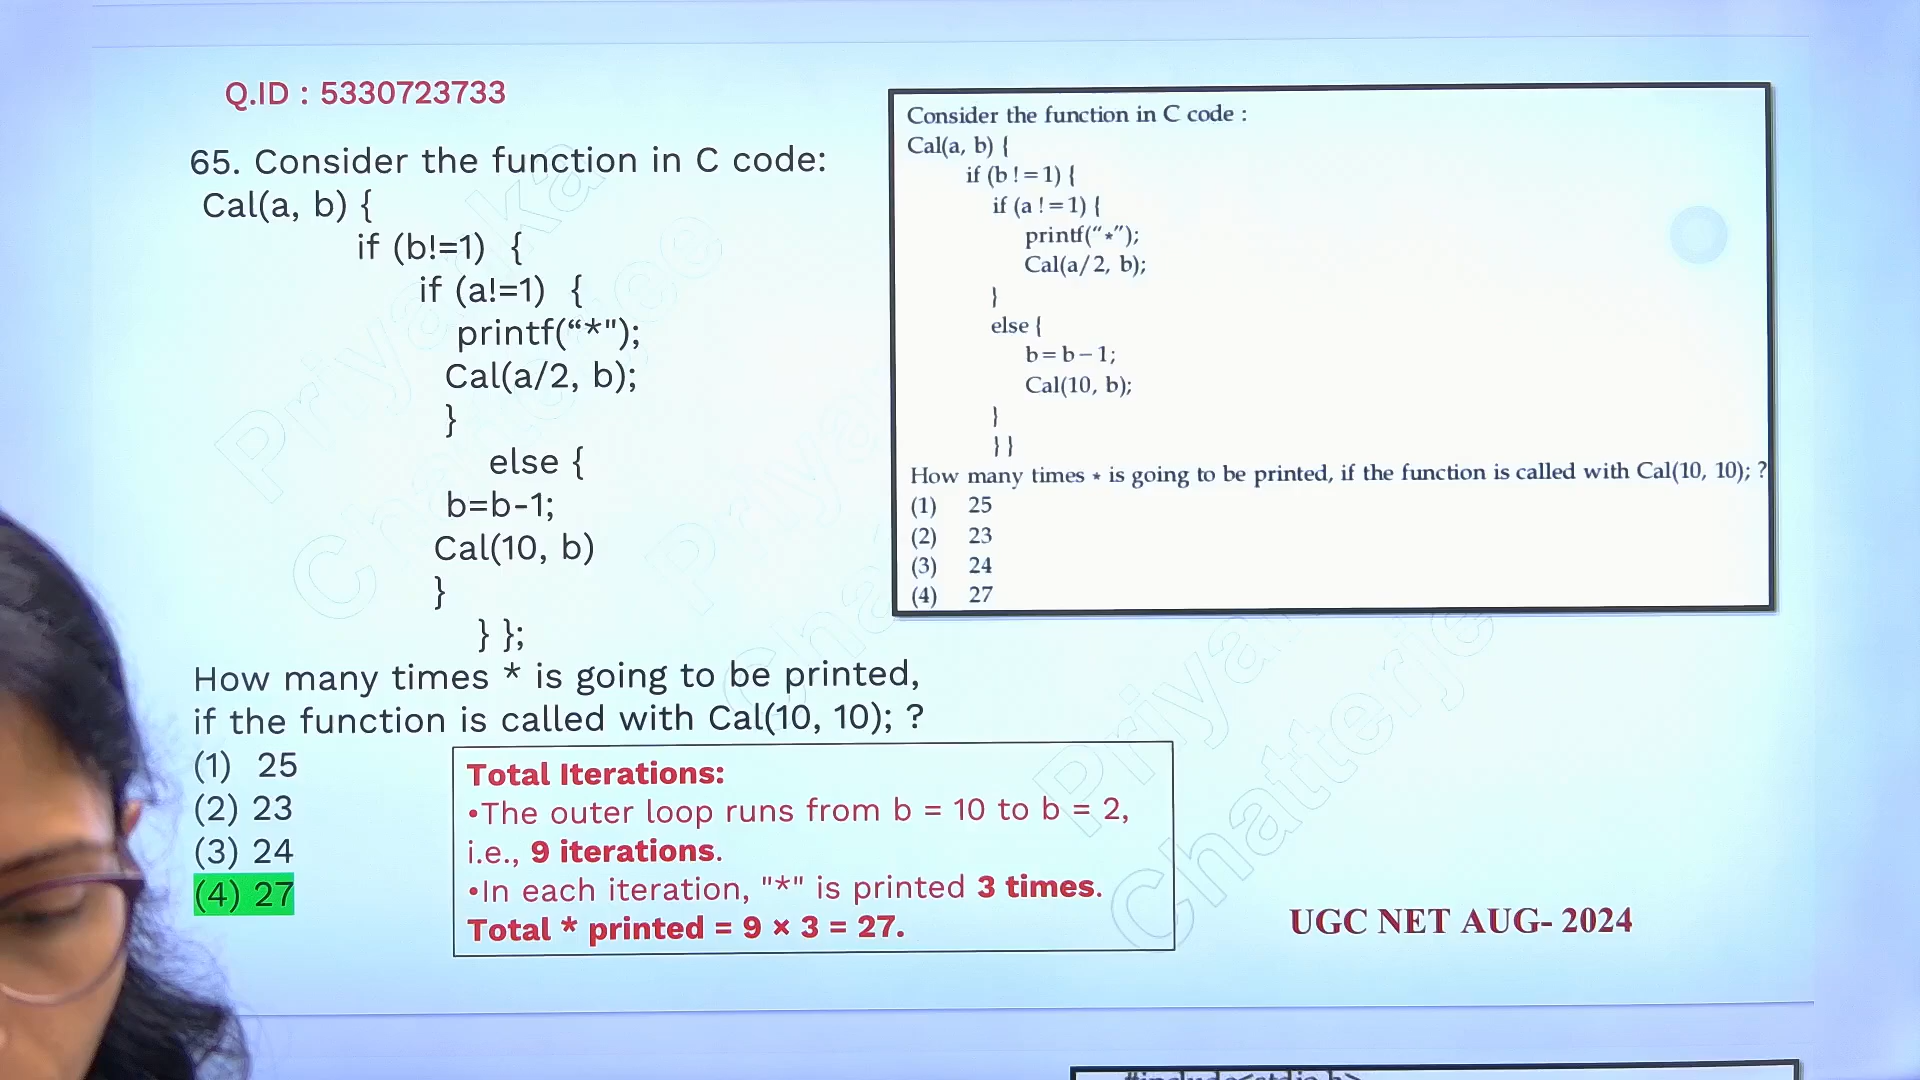 Q.ID : 5330723733
65. Consider the function in C code:
Cal(a, b) {
if (b!=1) {
if (a!=1) {
printf(“*");
Cal(a/2, b);
}
else {
b=b-1;
Cal(10, b)
}
} };
How many times * is going to be printed,
if the function is called with Cal(10, 10); ?
(1) 25
(2) 23
(3) 24
(4) 27
Consider the function in C code :
Cal(a, b) {
if (b ! = 1) {
if (a ! = 1) {
printf(“*”);
Cal(a/2, b);
}
else {
b = b – 1;
Cal(10, b);
}
} }
How many times * is going to be printed, if the function is called with Cal(10, 10); ?
(1) 25
(2) 23
(3) 24
(4) 27
Total Iterations:
•The outer loop runs from b = 10 to b = 2,
i.e., 9 iterations.
•In each iteration, "*" is printed 3 times.
Total * printed = 9 × 3 = 27.
UGC NET AUG- 2024
Priyanka
Chatterjee
#include<stdio.h>